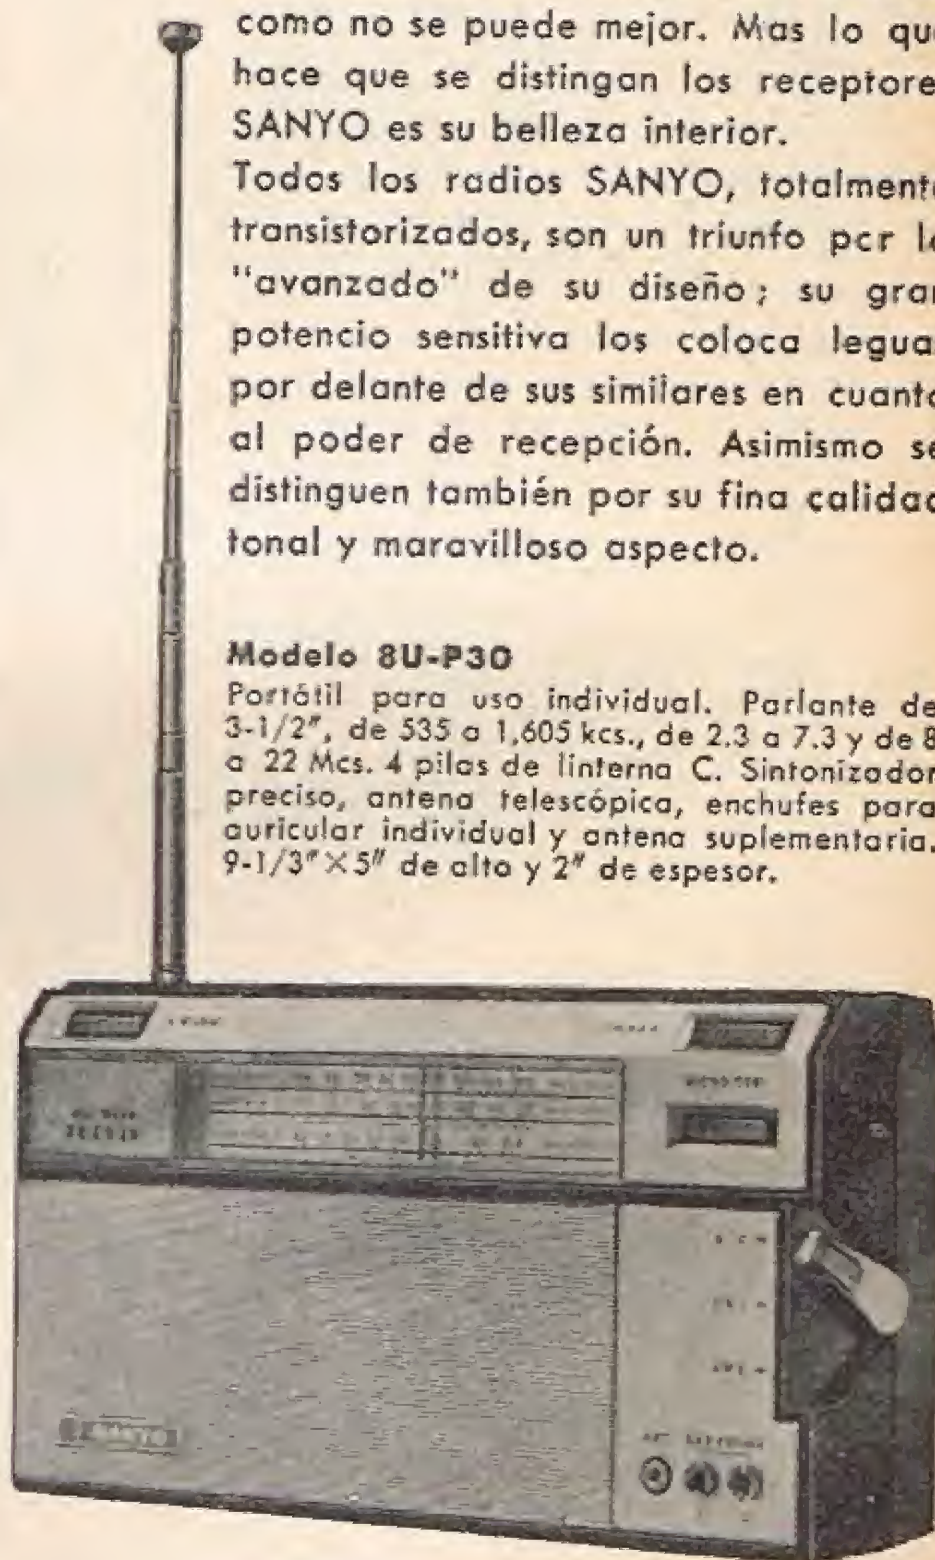 como no se puede mejor. Mas lo qu
hace que se distingan los receptore
SANYO es su belleza interior.
Todos los radios SANYO, totalment
transistorizados, son un triunfo pcr l
"avanzado" de su diseño; su gra
potencio sensitiva los coloca legua
por delante de sus similares en cuant
al poder de recepción. Asimismo se
distinguen también por su fina calidad
tonal y maravilloso aspecto.
Modelo 8U-P30
Portátil para uso individual. Parlante de
3-1/2", de 535 a 1,605 kcs., de 2.3 a 7.3 y de 8
a 22 Mcs. 4 pilas de linterna C. Sintonizador
preciso, antena telescópica, enchufes para
auricular individual y antena suplementaria.
9-1/3"×5" de alto y 2" de espesor.
SANYO